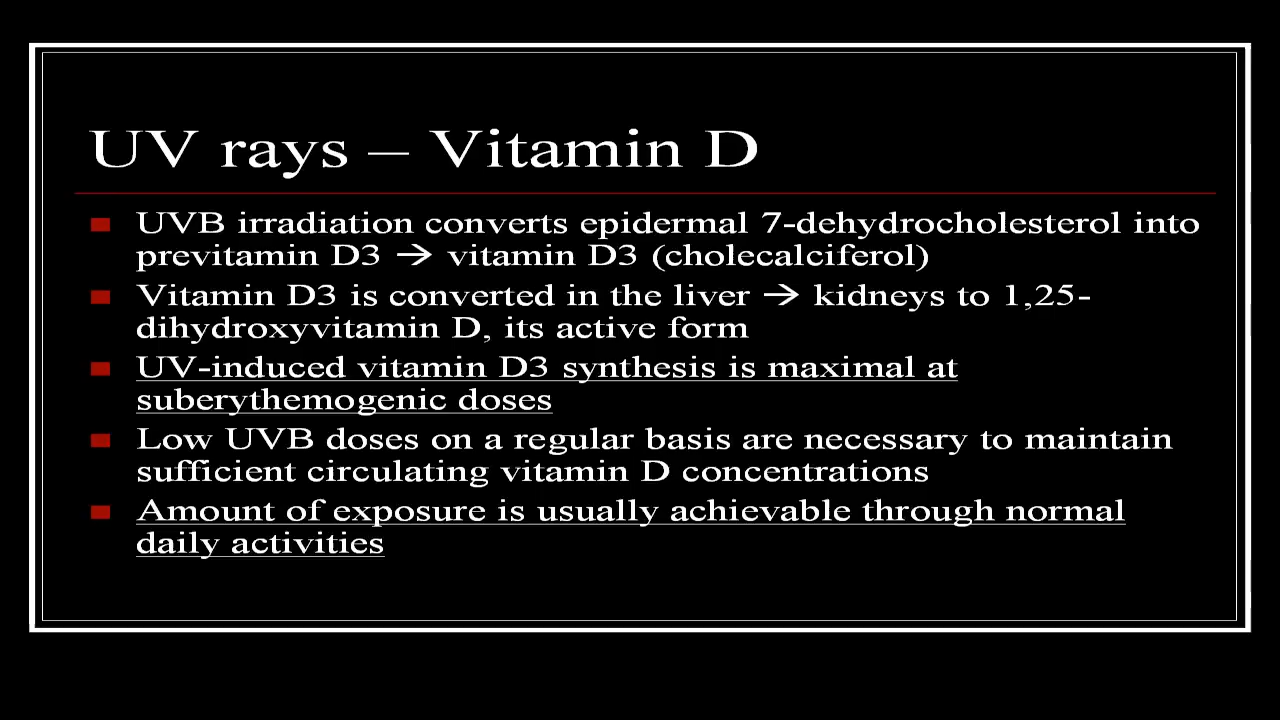 UV rays – Vitamin D
UVB irradiation converts epidermal 7-dehydrocholesterol into
previtamin D3 → vitamin D3 (cholecalciferol)
Vitamin D3 is converted in the liver → kidneys to 1,25-
dihydroxyvitamin D, its active form
UV-induced vitamin D3 synthesis is maximal at
suberythemogenic doses
Low UVB doses on a regular basis are necessary to maintain
sufficient circulating vitamin D concentrations
Amount of exposure is usually achievable through normal
daily activities